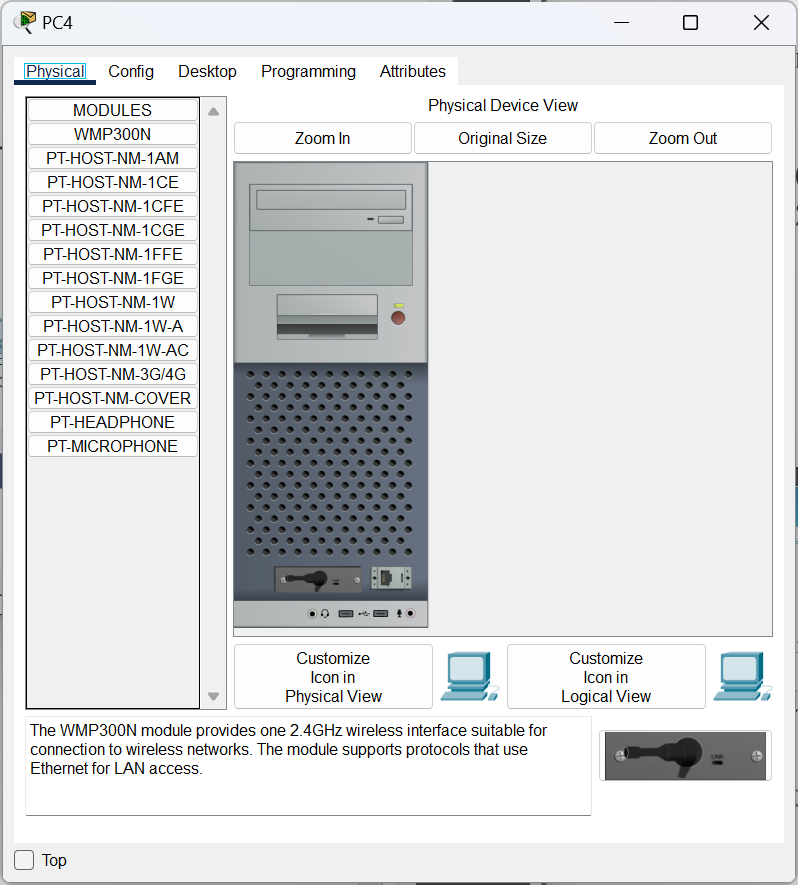 PC4
Physical
Config
Desktop
Programming
Attributes
MODULES
WMP300N
PT-HOST-NM-1AM
PT-HOST-NM-1CE
PT-HOST-NM-1CFE
PT-HOST-NM-1CGE
PT-HOST-NM-1FFE
PT-HOST-NM-1FGE
PT-HOST-NM-1W
PT-HOST-NM-1W-A
PT-HOST-NM-1W-AC
PT-HOST-NM-3G/4G
PT-HOST-NM-COVER
PT-HEADPHONE
PT-MICROPHONE
Physical Device View
Zoom In
Original Size
Zoom Out
Customize
Icon in
Physical View
Customize
Icon in
Logical View
The WMP300N module provides one 2.4GHz wireless interface suitable for
connection to wireless networks. The module supports protocols that use
Ethernet for LAN access.
LINK
Top